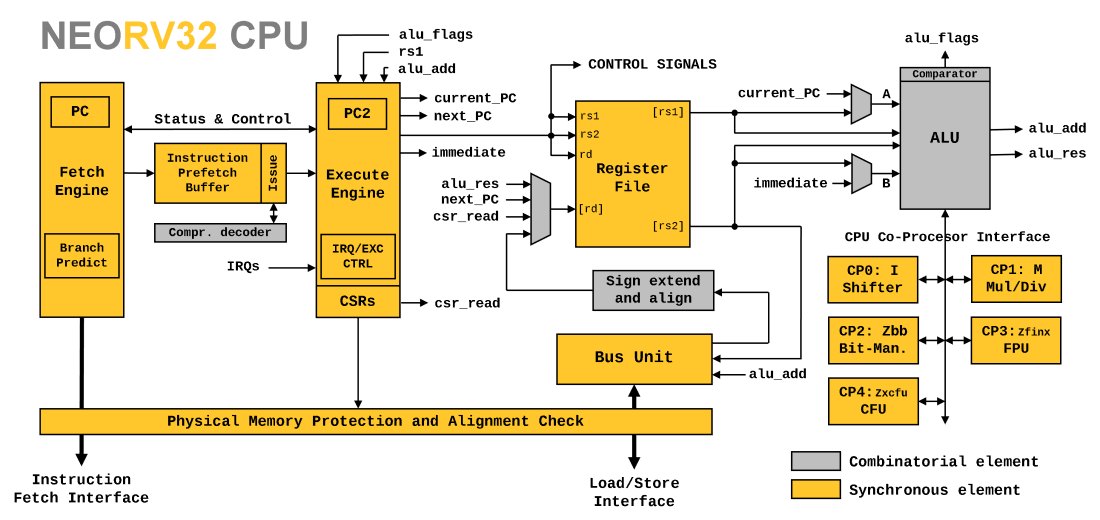 NEORV32 CPU
alu_flags
rs1
alu_add
PC
Status & Control
Fetch
Engine
Branch
Predict
Instruction
Prefetch
Buffer
Issue
Compr. decoder
IRQs
PC2
Execute
Engine
IRQ/EXC
CTRL
CSRs
current_PC
next_PC
immediate
csr_read
CONTROL SIGNALS
alu_res
next_PC
csr_read
rs1
rs2
rd
[rd]
[rs1]
Register
File
[rs2]
Sign extend
and align
Bus Unit
alu_add
current_PC
A
immediate
B
alu_flags
Comparator
ALU
alu_add
alu_res
CPU Co-Procesor Interface
CP0: I
Shifter
CP1: M
Mul/Div
CP2: Zbb
Bit-Man.
CP3: Zfinx
FPU
CP4: Zxcfu
CFU
Physical Memory Protection and Alignment Check
Instruction
Fetch Interface
Load/Store
Interface
Combinatorial element
Synchronous element